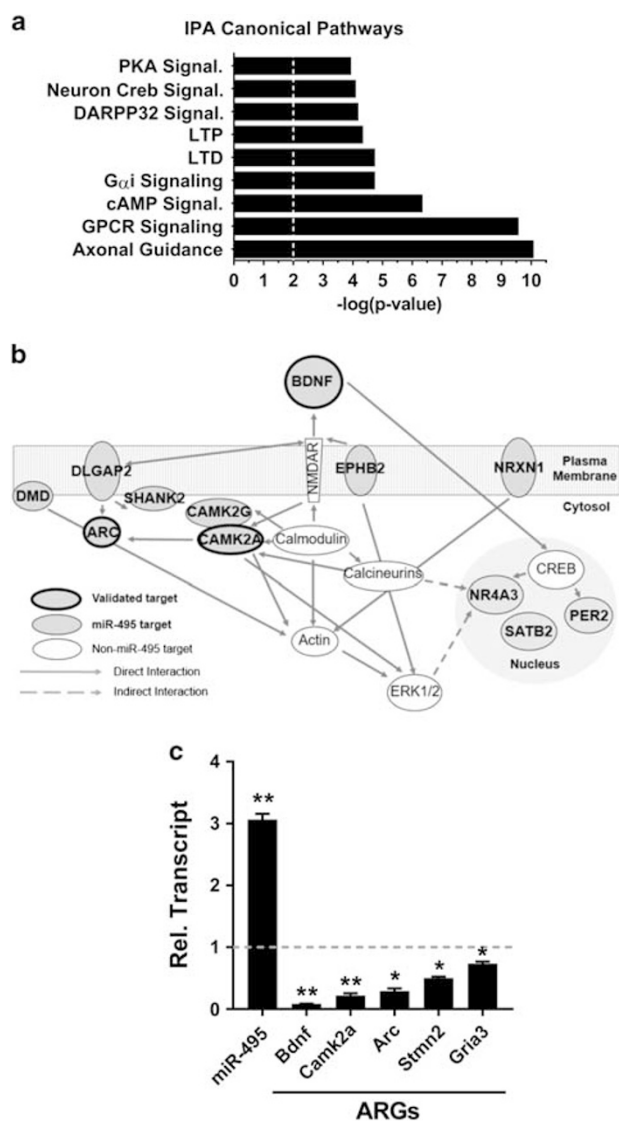 a
IPA Canonical Pathways
PKA Signal.
Neuron Creb Signal.
DARPP32 Signal.
LTP
LTD
Gαi Signaling
cAMP Signal.
GPCR Signaling
Axonal Guidance
0 1 2 3 4 5 6 7 8 9 10
-log(p-value)
b
BDNF
DLGAP2
NMDAR
EPHB2
NRXN1
Plasma
Membrane
DMD
SHANK2
Cytosol
CAMK2G
ARC
CAMK2A
Calmodulin
Calcineurins
CREB
NR4A3
PER2
SATB2
Nucleus
Actin
ERK1/2
Validated target
miR-495 target
Non-miR-495 target
Direct Interaction
Indirect Interaction
c
Rel. Transcript
4
3
2
1
0
**
**
**
*
*
*
miR-495
Bdnf
Camk2a
Arc
Stmn2
Gria3
ARGs